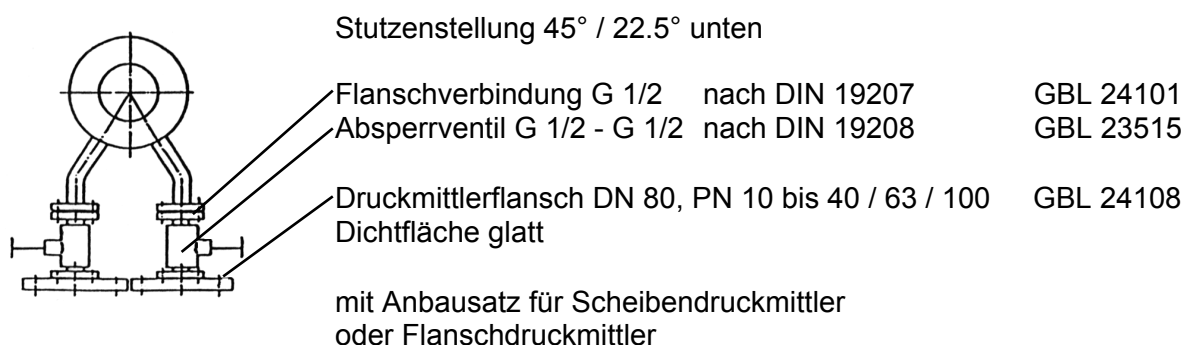 Stutzenstellung 45° / 22.5° unten
Flanschverbindung G 1/2 nach DIN 19207 GBL 24101
Absperrventil G 1/2 - G 1/2 nach DIN 19208 GBL 23515
Druckmittlerflansch DN 80, PN 10 bis 40 / 63 / 100 GBL 24108
Dichtfläche glatt
mit Anbausatz für Scheibendruckmittler
oder Flanschdruckmittler